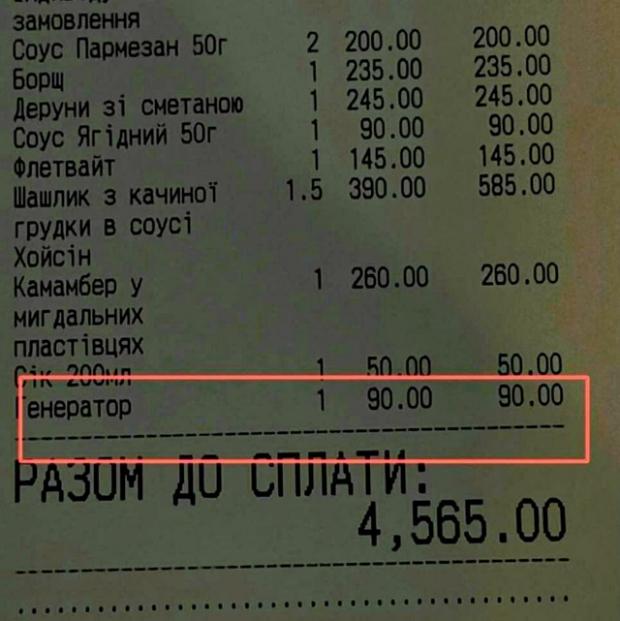 замовлення
Соус Пармезан 50г 2 200.00 200.00
Борщ 1 235.00 235.00
Деруни зі сметаною 1 245.00 245.00
Соус Ягідний 50г 1 90.00 90.00
Флетвайт 1 145.00 145.00
Шашлик з качиної 1.5 390.00 585.00
грудки в соусі
Хойсін
Камамбер у 1 260.00 260.00
мигдальних
пластівцях
Сік 200мл 1 50.00 50.00
Генератор 1 90.00 90.00
РАЗОМ ДО СПЛАТИ:
4,565.00